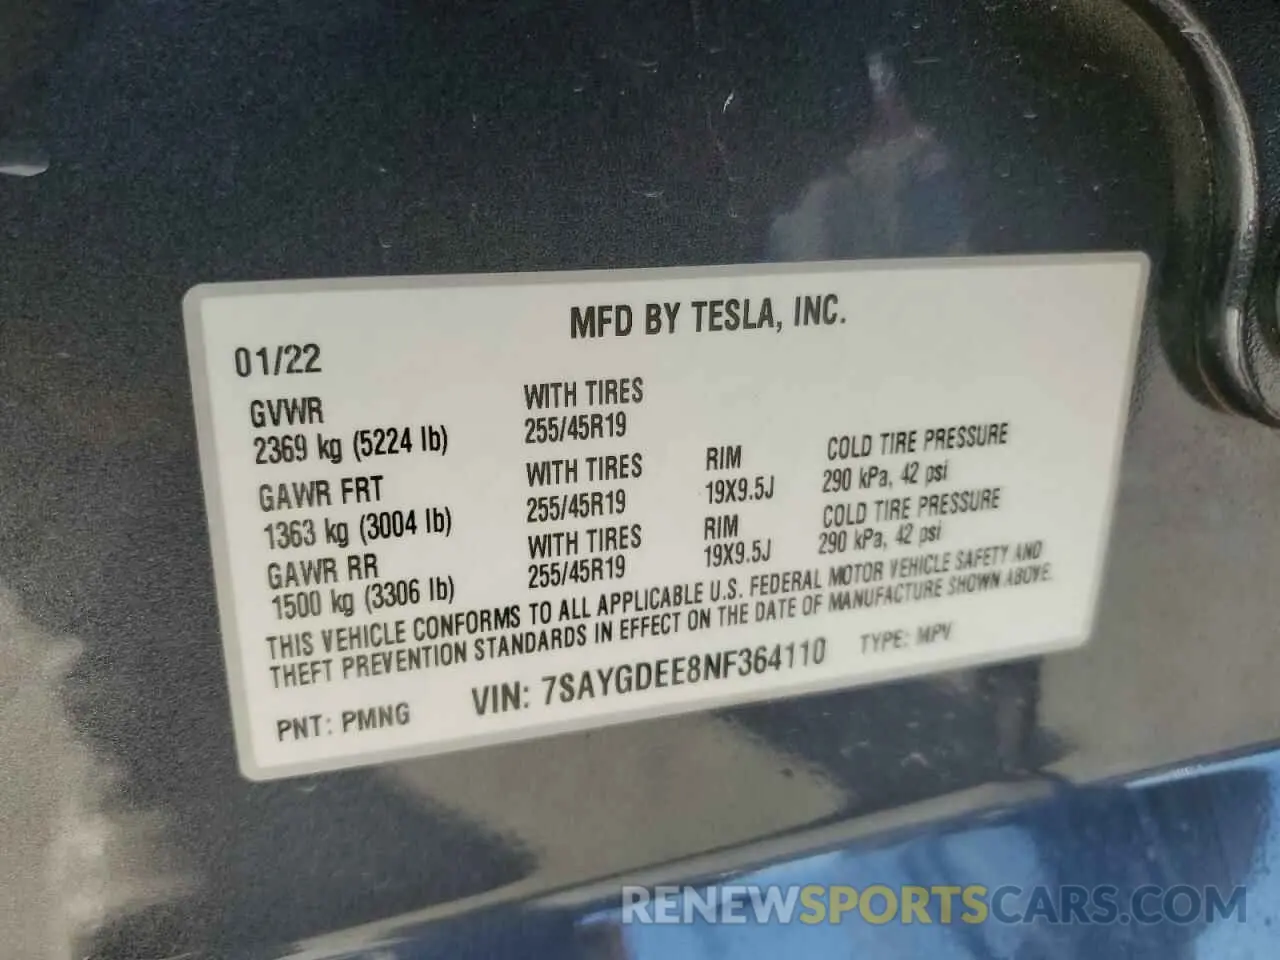 MFD BY TESLA, INC.
01/22
GVWR
2369 kg (5224 lb)
WITH TIRES
255/45R19
GAWR FRT
1363 kg (3004 lb)
WITH TIRES
255/45R19
RIM
19X9.5J
COLD TIRE PRESSURE
290 kPa, 42 psi
GAWR RR
1500 kg (3306 lb)
WITH TIRES
255/45R19
RIM
19X9.5J
COLD TIRE PRESSURE
290 kPa, 42 psi
THIS VEHICLE CONFORMS TO ALL APPLICABLE U.S. FEDERAL MOTOR VEHICLE SAFETY AND
THEFT PREVENTION STANDARDS IN EFFECT ON THE DATE OF MANUFACTURE SHOWN ABOVE.
PNT: PMNG VIN: 7SAYGDEE8NF364110 TYPE: MPV
RENEWSPORTSCARS.COM